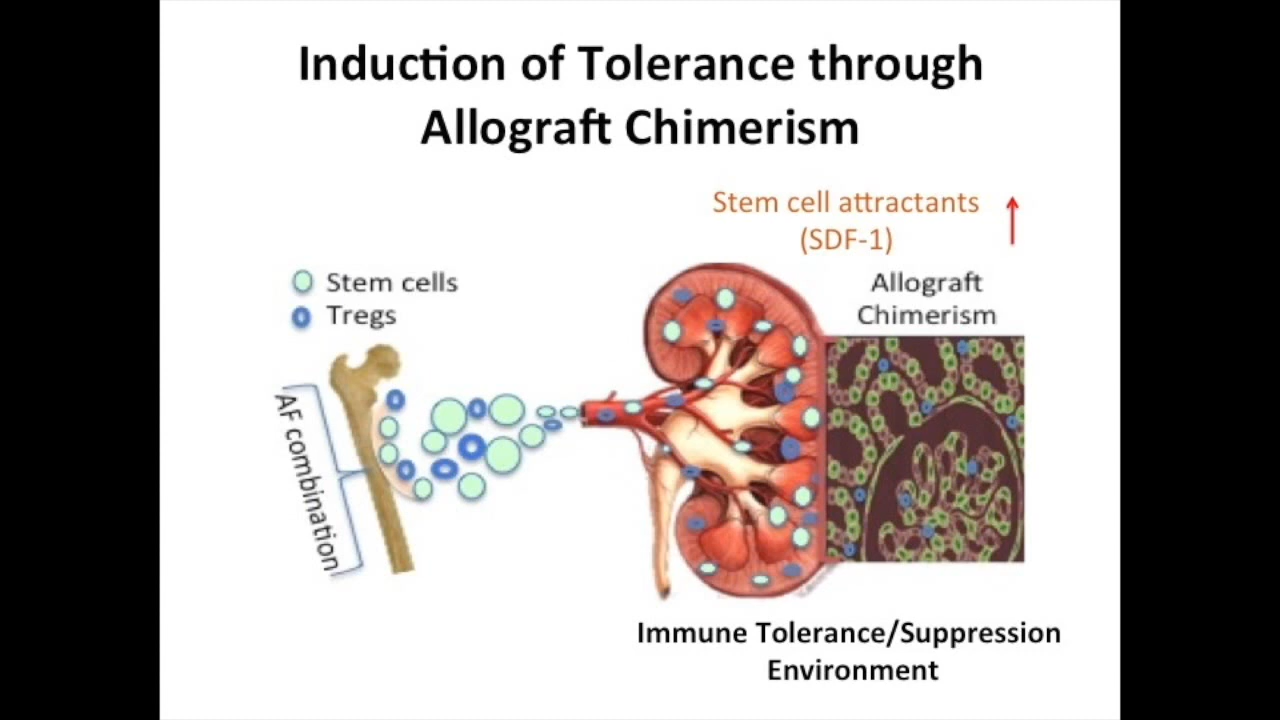 Induction of Tolerance through
Allograft Chimerism
Stem cell attractants
(SDF-1)
Stem cells
Tregs
Allograft
Chimerism
AF combination
Immune Tolerance/Suppression
Environment